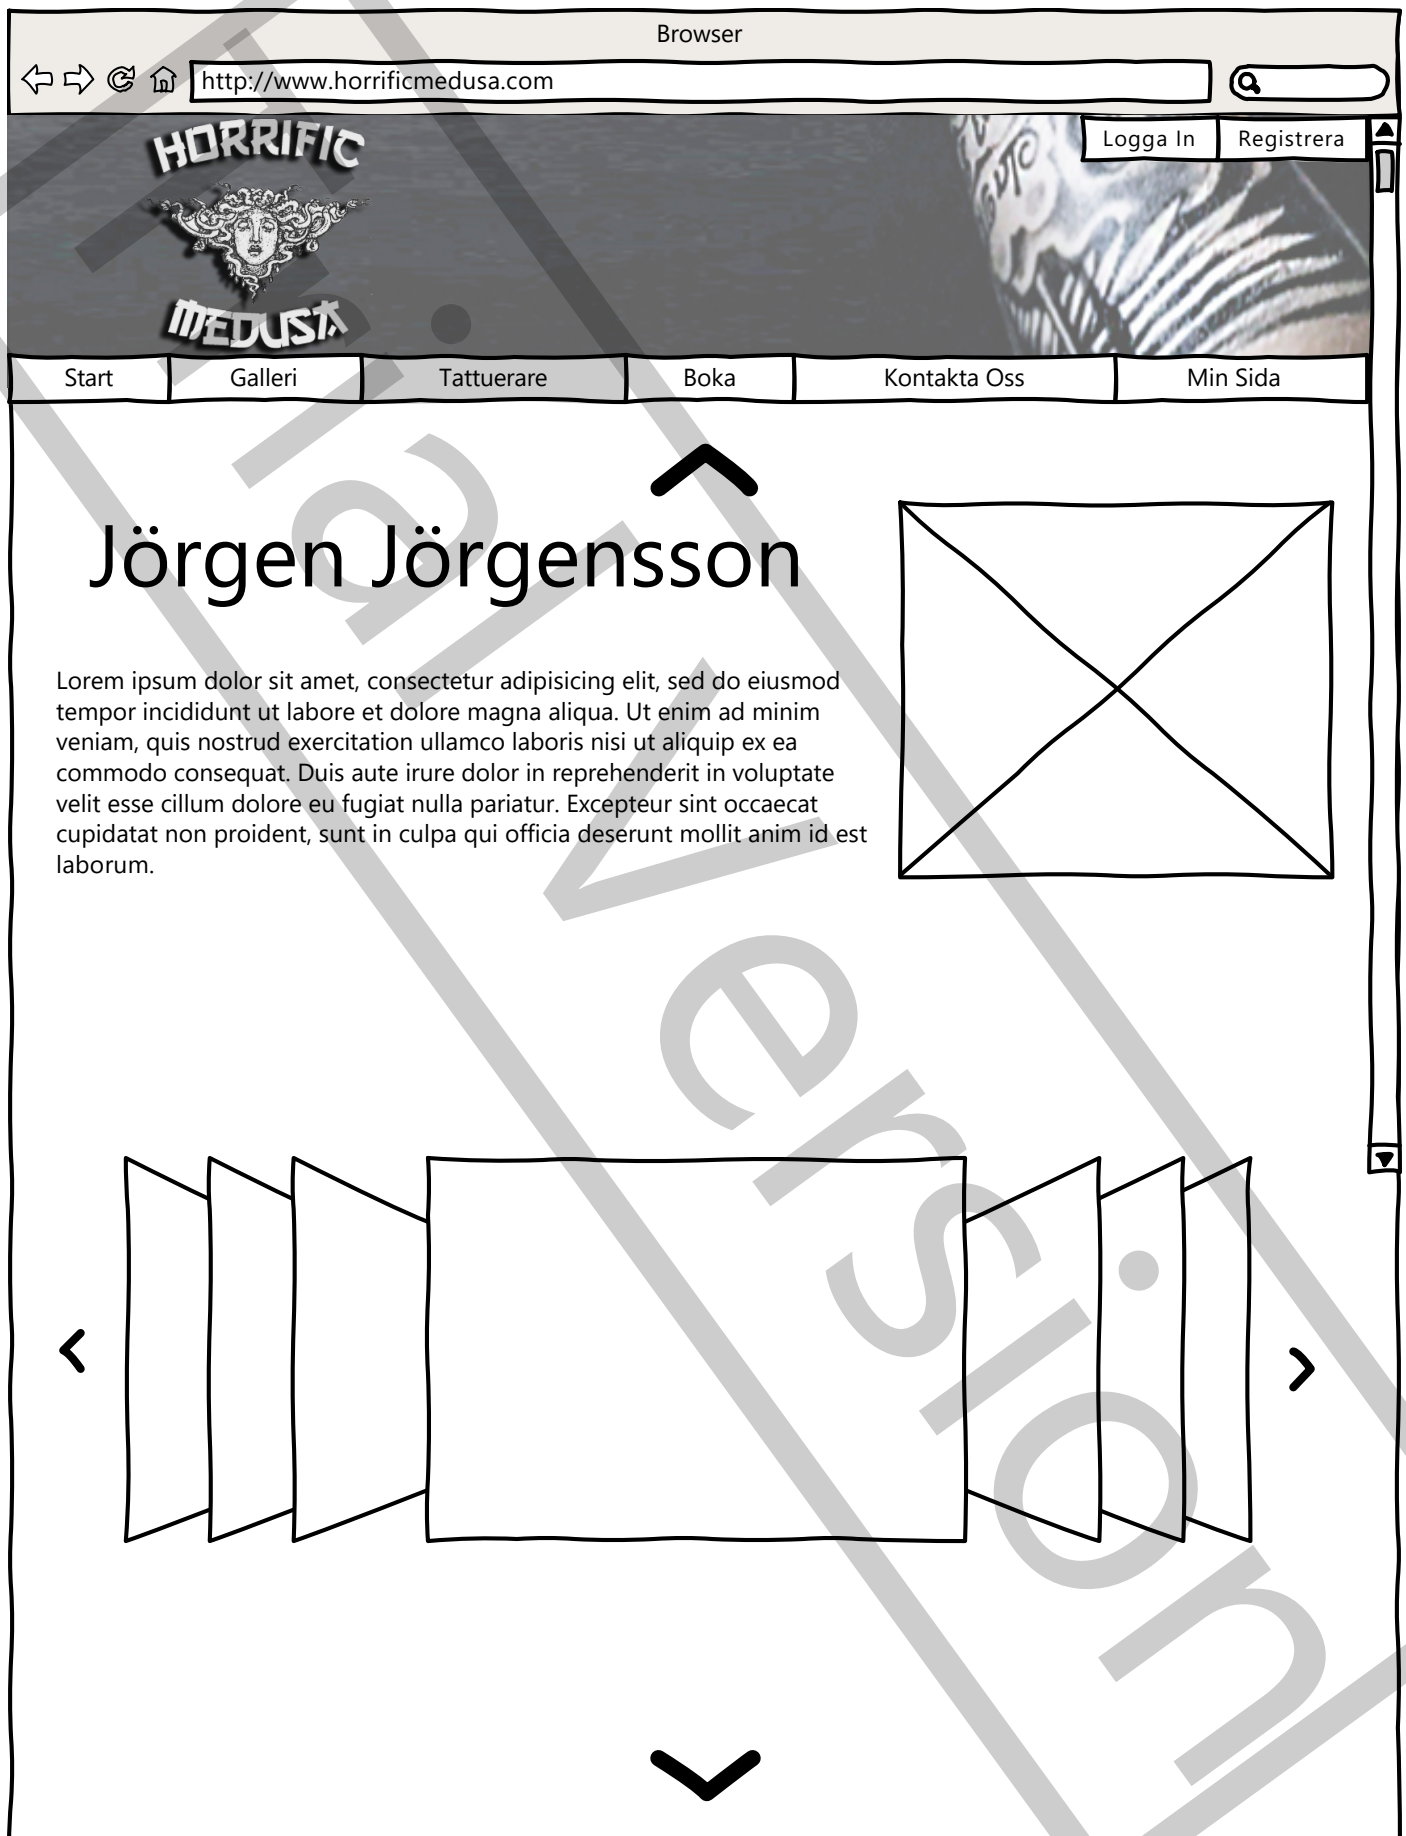 Browser
http://www.horrificmedusa.com
HORRIFIC
MEDUSA
Logga In
Registrera
Start
Galleri
Tattuerare
Boka
Kontakta Oss
Min Sida
Jörgen Jörgensson
Lorem ipsum dolor sit amet, consectetur adipisicing elit, sed do eiusmod
tempor incididunt ut labore et dolore magna aliqua. Ut enim ad minim
veniam, quis nostrud exercitation ullamco laboris nisi ut aliquip ex ea
commodo consequat. Duis aute irure dolor in reprehenderit in voluptate
velit esse cillum dolore eu fugiat nulla pariatur. Excepteur sint occaecat
cupidatat non proident, sunt in culpa qui officia deserunt mollit anim id est
laborum.
Trial Version